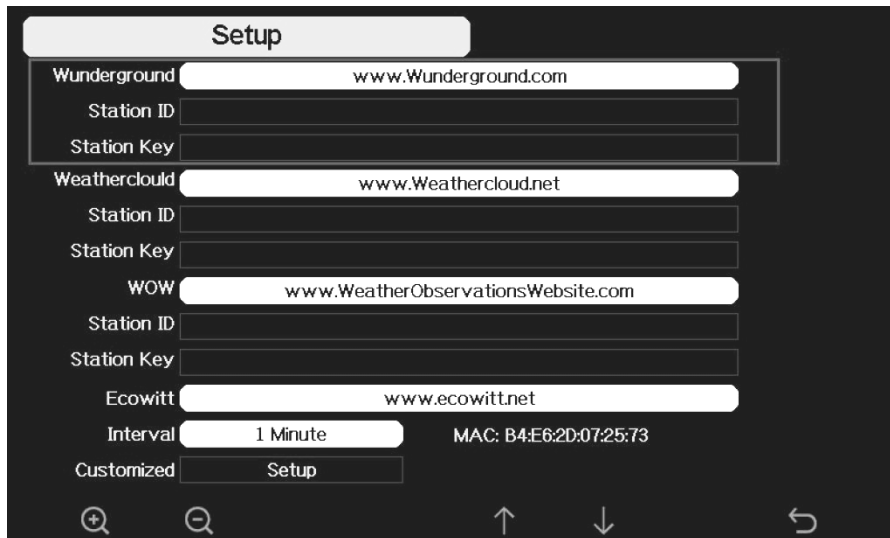 Setup
Wunderground www.Wunderground.com
Station ID
Station Key
Weatherclould www.Weathercloud.net
Station ID
Station Key
WOW www.WeatherObservationsWebsite.com
Station ID
Station Key
Ecowitt www.ecowitt.net
Interval 1 Minute MAC: B4:E6:2D:07:25:73
Customized Setup